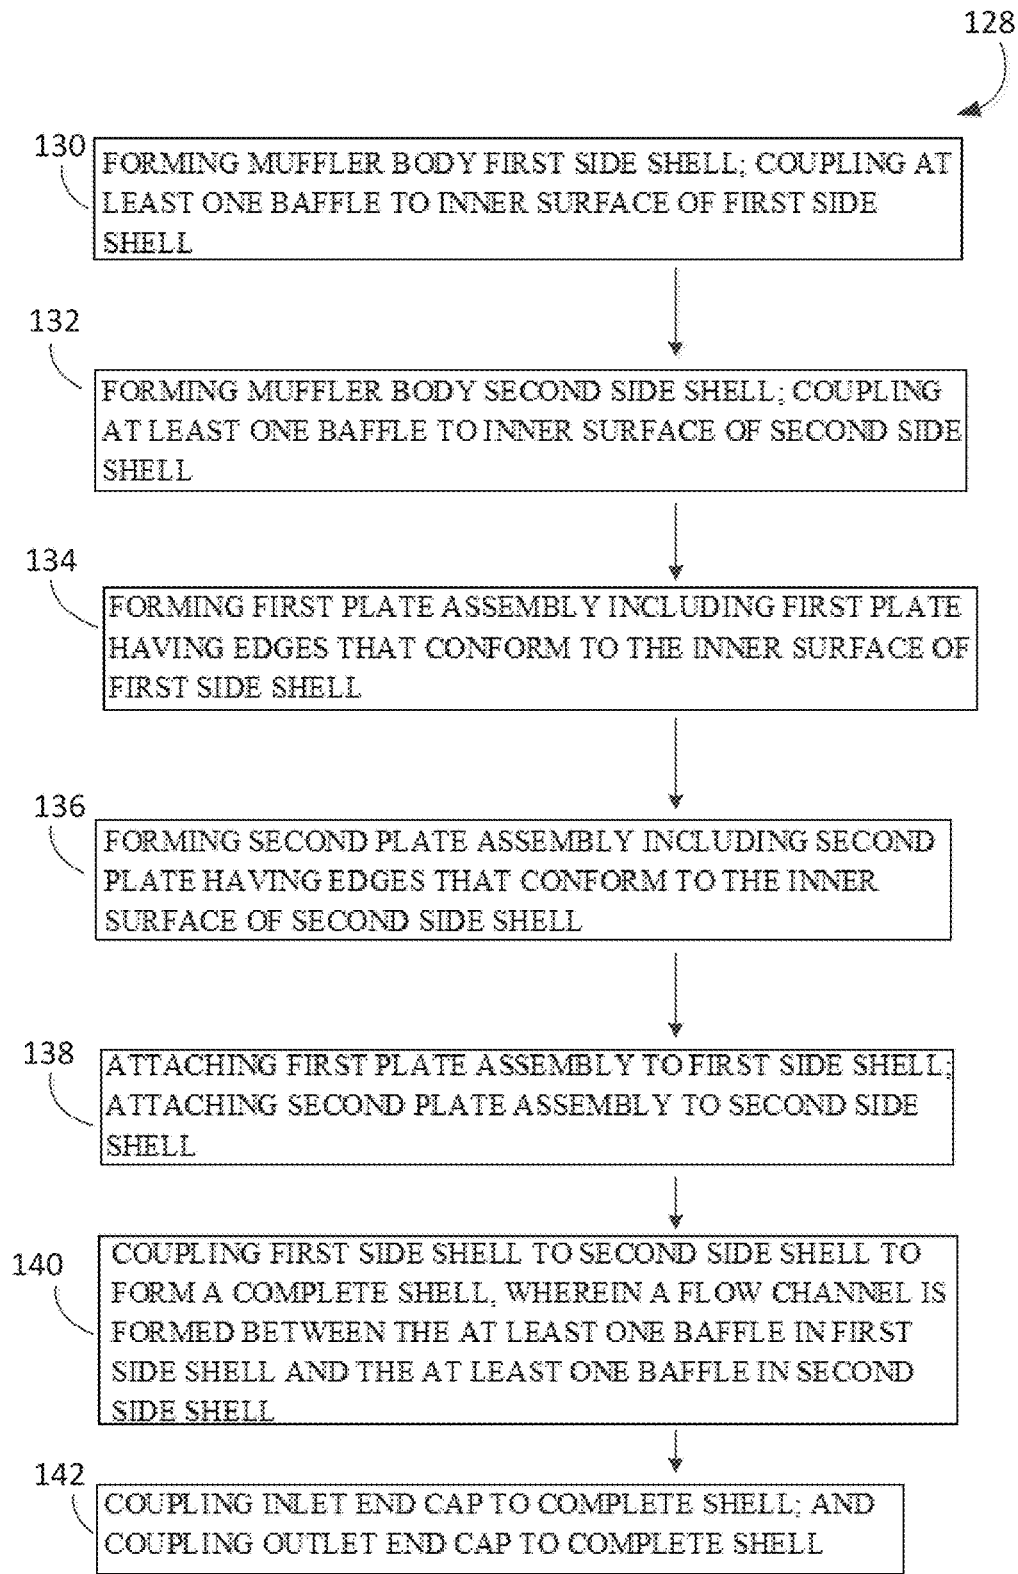 128
130
FORMING MUFFLER BODY FIRST SIDE SHELL; COUPLING AT
LEAST ONE BAFFLE TO INNER SURFACE OF FIRST SIDE
SHELL
132
FORMING MUFFLER BODY SECOND SIDE SHELL; COUPLING
AT LEAST ONE BAFFLE TO INNER SURFACE OF SECOND SIDE
SHELL
134
FORMING FIRST PLATE ASSEMBLY INCLUDING FIRST PLATE
HAVING EDGES THAT CONFORM TO THE INNER SURFACE OF
FIRST SIDE SHELL
136
FORMING SECOND PLATE ASSEMBLY INCLUDING SECOND
PLATE HAVING EDGES THAT CONFORM TO THE INNER
SURFACE OF SECOND SIDE SHELL
138
ATTACHING FIRST PLATE ASSEMBLY TO FIRST SIDE SHELL;
ATTACHING SECOND PLATE ASSEMBLY TO SECOND SIDE
SHELL
140
COUPLING FIRST SIDE SHELL TO SECOND SIDE SHELL TO
FORM A COMPLETE SHELL, WHEREIN A FLOW CHANNEL IS
FORMED BETWEEN THE AT LEAST ONE BAFFLE IN FIRST
SIDE SHELL AND THE AT LEAST ONE BAFFLE IN SECOND
SIDE SHELL
142
COUPLING INLET END CAP TO COMPLETE SHELL; AND
COUPLING OUTLET END CAP TO COMPLETE SHELL